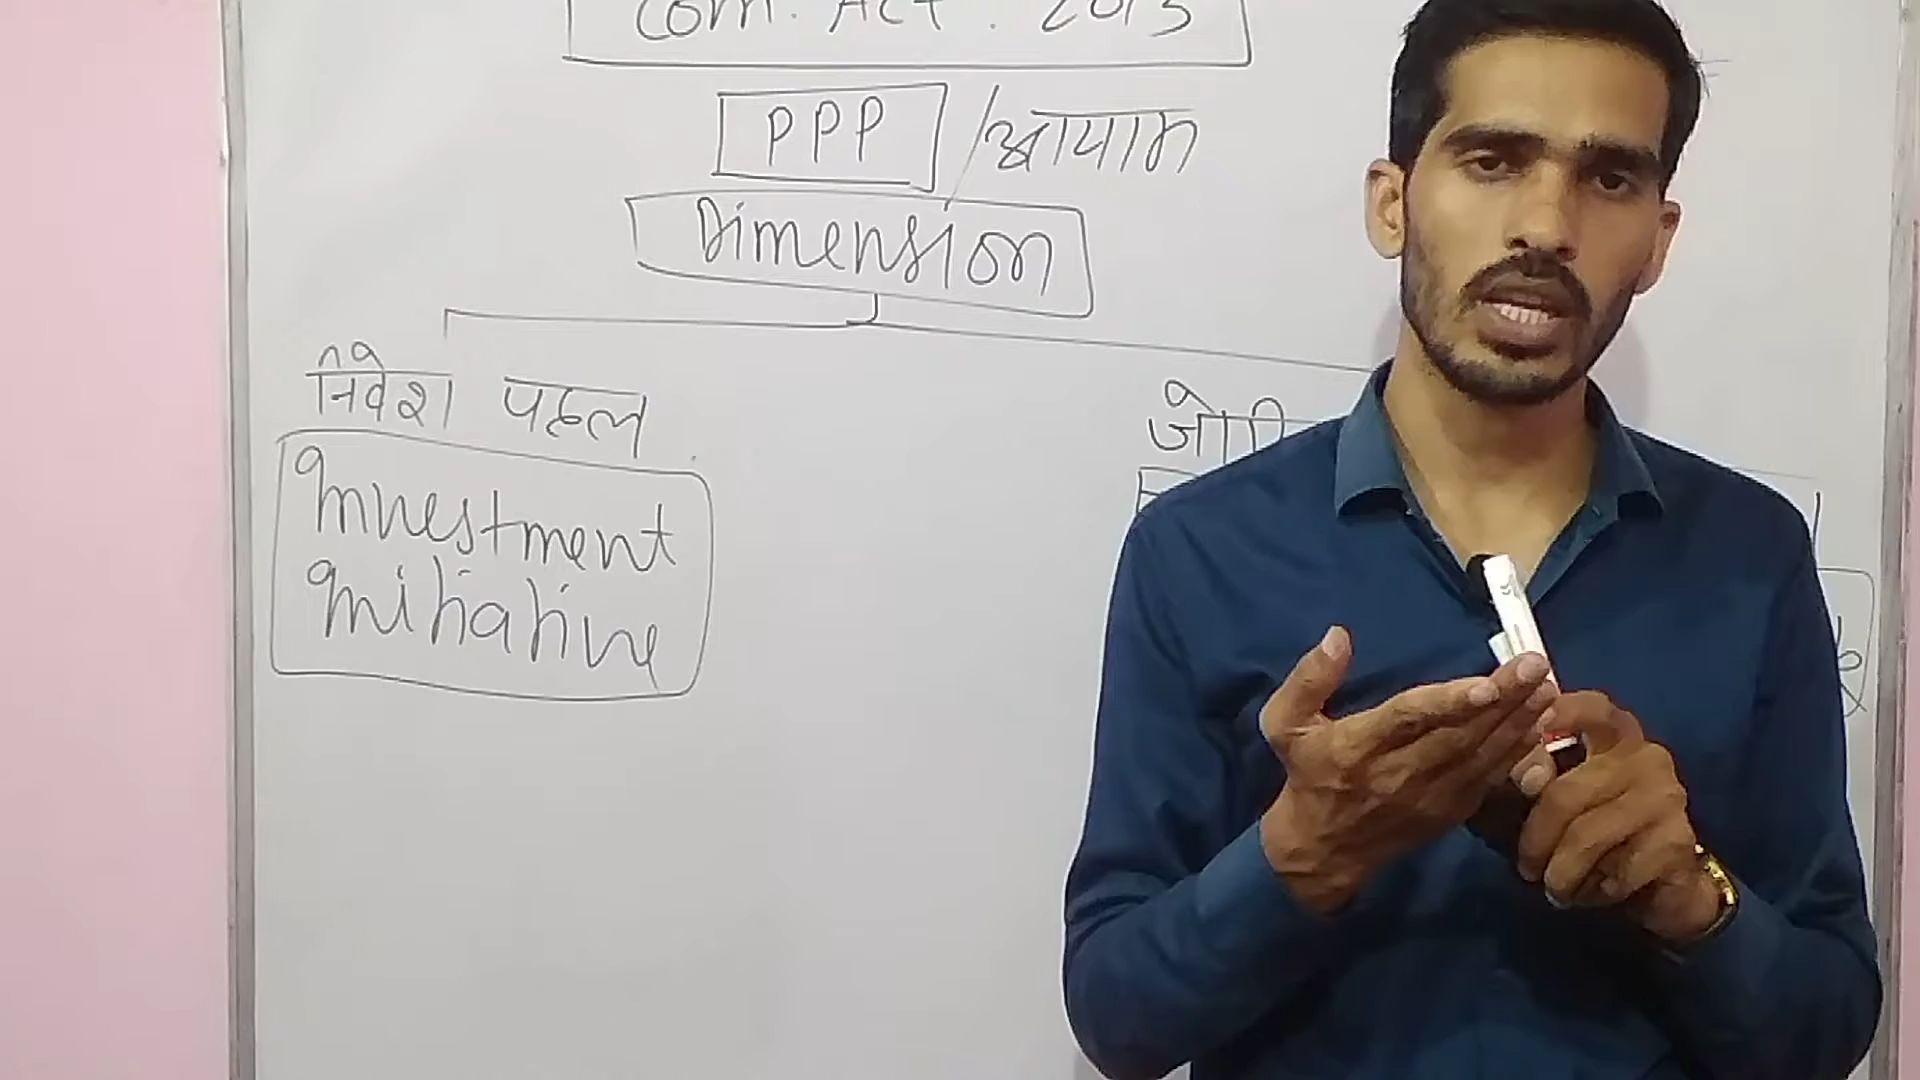 Com. Act. 2013
PPP /आयाम
Dimension
निवेश पहल
Investment
Initiative